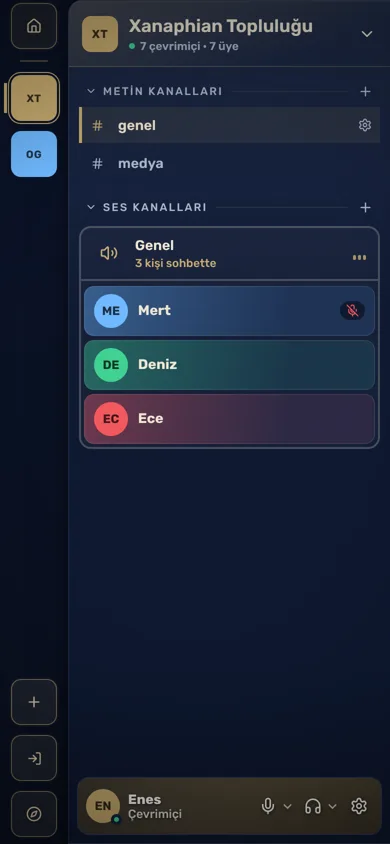 XT
Xanaphian Topluluğu
7 çevrimiçi • 7 üye
XT
OG
METİN KANALLARI
# genel
# medya
SES KANALLARI
Genel
3 kişi sohbette
ME Mert
DE Deniz
EC Ece
EN Enes
Çevrimiçi